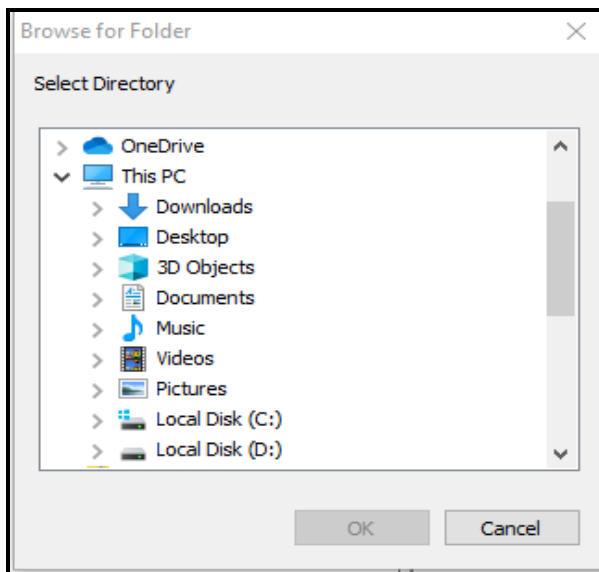 Browse for Folder
Select Directory
OneDrive
This PC
Downloads
Desktop
3D Objects
Documents
Music
Videos
Pictures
Local Disk (C:)
Local Disk (D:)
OK Cancel